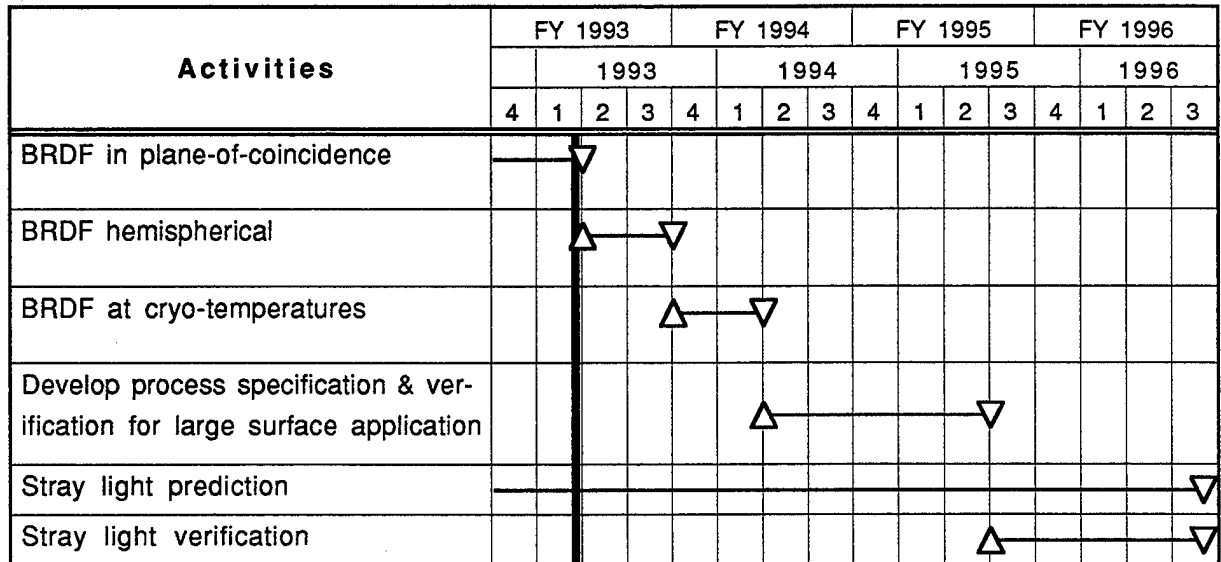 FY 1993 FY 1994 FY 1995 FY 1996
Activities
1993 1994 1995 1996
4 1 2 3 4 1 2 3 4 1 2 3 4 1 2 3
BRDF in plane-of-coincidence
BRDF hemispherical
BRDF at cryo-temperatures
Develop process specification & ver-
ification for large surface application
Stray light prediction
Stray light verification